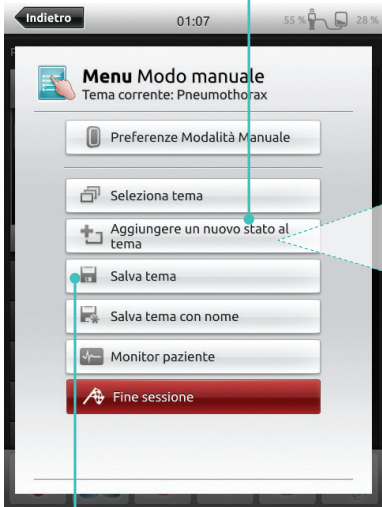 Indietro
01:07
55 %
28 %
Menu Modo manuale
Tema corrente: Pneumothorax
Preferenze Modalità Manuale
Seleziona tema
Aggiungere un nuovo stato al
tema
Salva tema
Salva tema con nome
Monitor paziente
Fine sessione